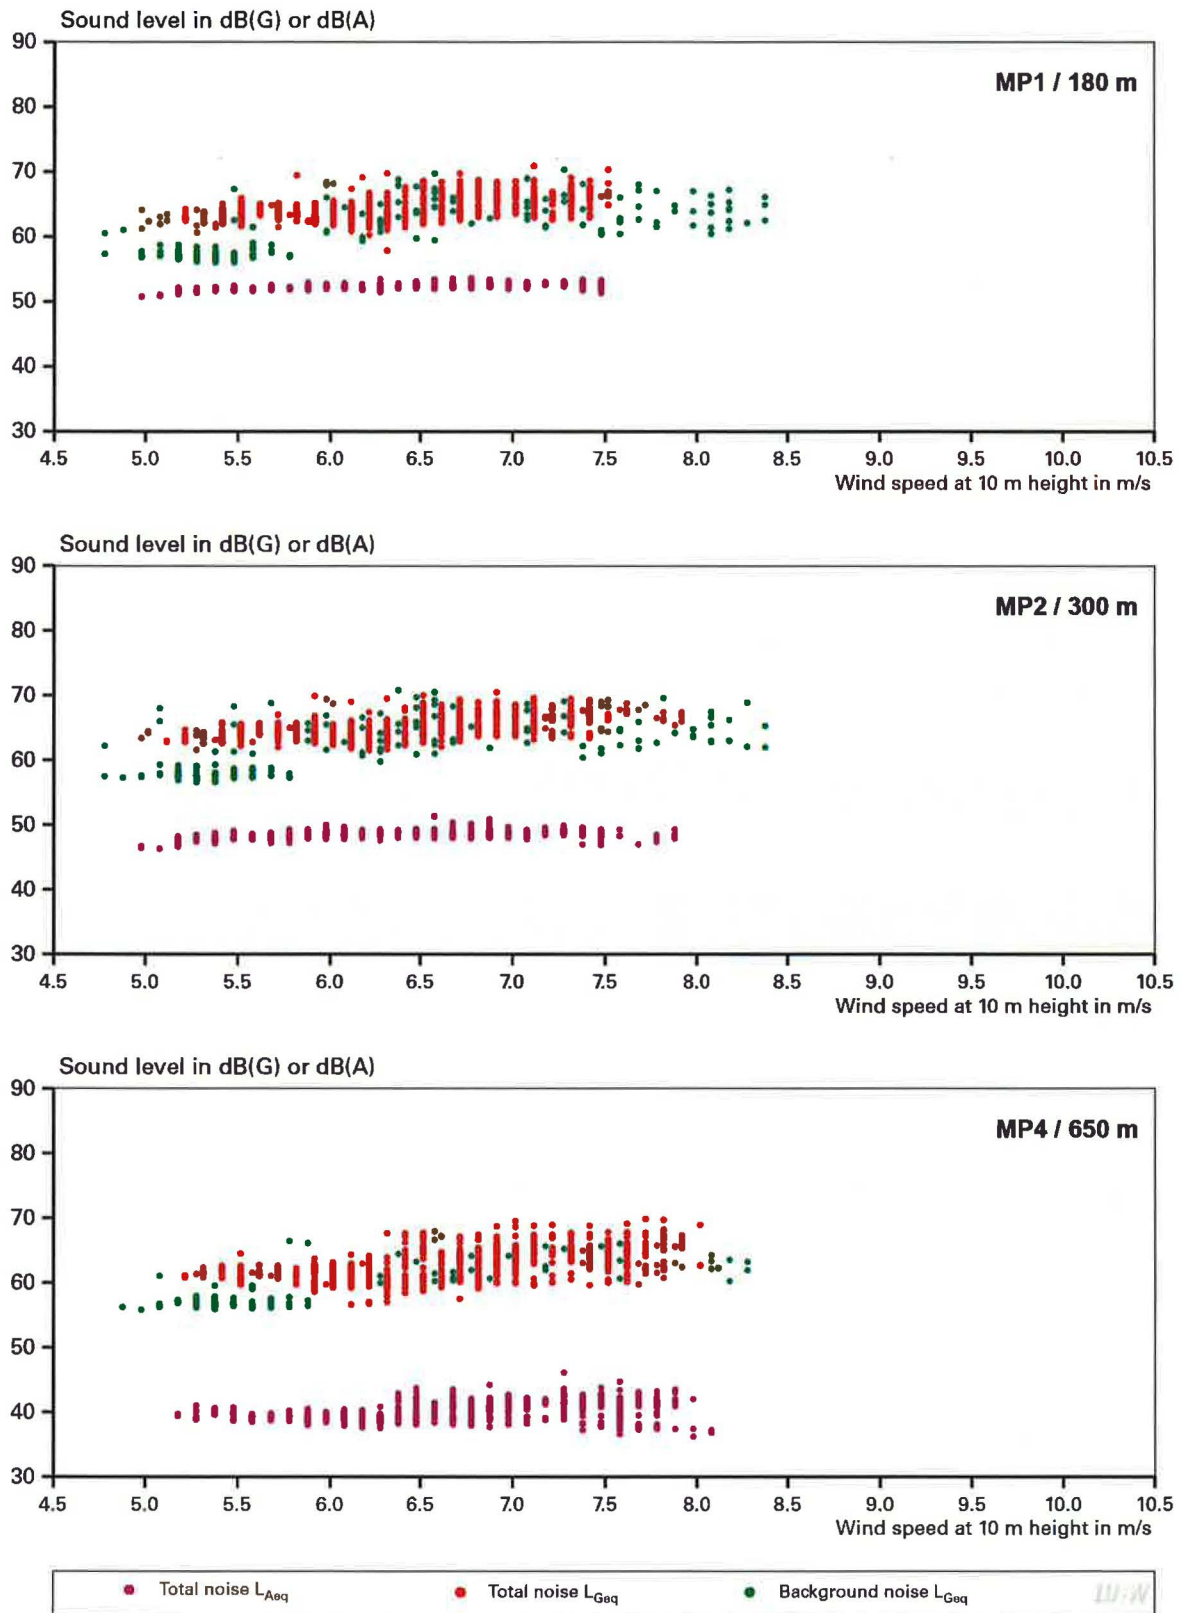 Sound level in dB(G) or dB(A)
90
MP1 / 180 m
80
70
60
50
40
30
4.5 5.0 5.5 6.0 6.5 7.0 7.5 8.0 8.5 9.0 9.5 10.0 10.5
Wind speed at 10 m height in m/s
Sound level in dB(G) or dB(A)
90
MP2 / 300 m
80
70
60
50
40
30
4.5 5.0 5.5 6.0 6.5 7.0 7.5 8.0 8.5 9.0 9.5 10.0 10.5
Wind speed at 10 m height in m/s
Sound level in dB(G) or dB(A)
90
MP4 / 650 m
80
70
60
50
40
30
4.5 5.0 5.5 6.0 6.5 7.0 7.5 8.0 8.5 9.0 9.5 10.0 10.5
Wind speed at 10 m height in m/s
Total noise LAeq Total noise LGeq Background noise LGeq